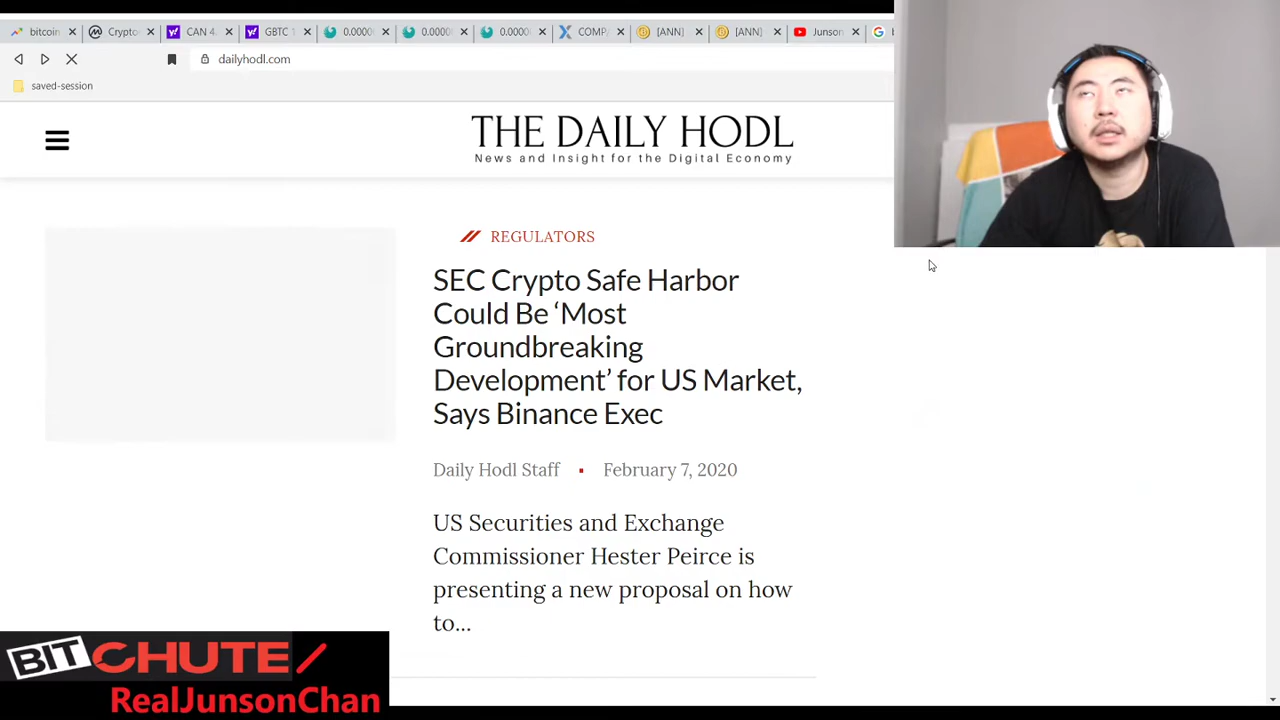 bitcoin
Crypto
CAN 4
GBTC 1
0.0000
0.0000
0.0000
COMP
[ANN]
[ANN]
Junson
b
dailyhodl.com
saved-session
THE DAILY HODL
News and Insight for the Digital Economy
REGULATORS
SEC Crypto Safe Harbor
Could Be ‘Most
Groundbreaking
Development’ for US Market,
Says Binance Exec
Daily Hodl Staff ▪ February 7, 2020
US Securities and Exchange
Commissioner Hester Peirce is
presenting a new proposal on how
to...
BITCHUTE/
RealJunsonChan